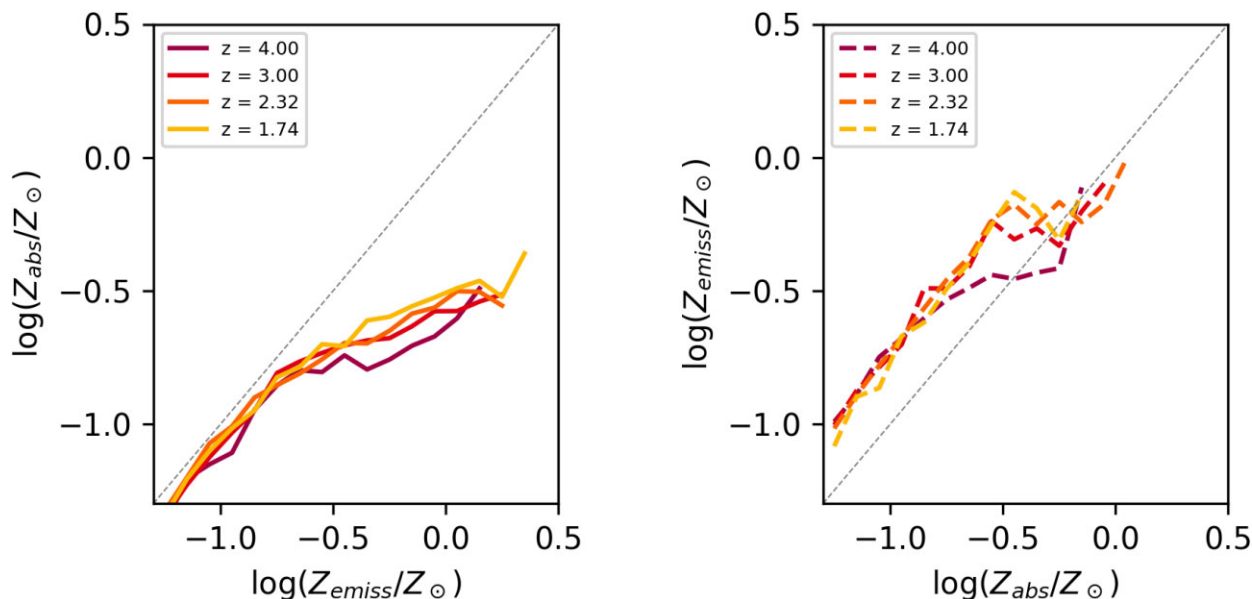 0.5
0.0
−0.5
−1.0
log(Z_abs/Z_⊙)
z = 4.00
z = 3.00
z = 2.32
z = 1.74
−1.0 −0.5 0.0 0.5
log(Z_emiss/Z_⊙)
0.5
0.0
−0.5
−1.0
log(Z_emiss/Z_⊙)
z = 4.00
z = 3.00
z = 2.32
z = 1.74
−1.0 −0.5 0.0 0.5
log(Z_abs/Z_⊙)